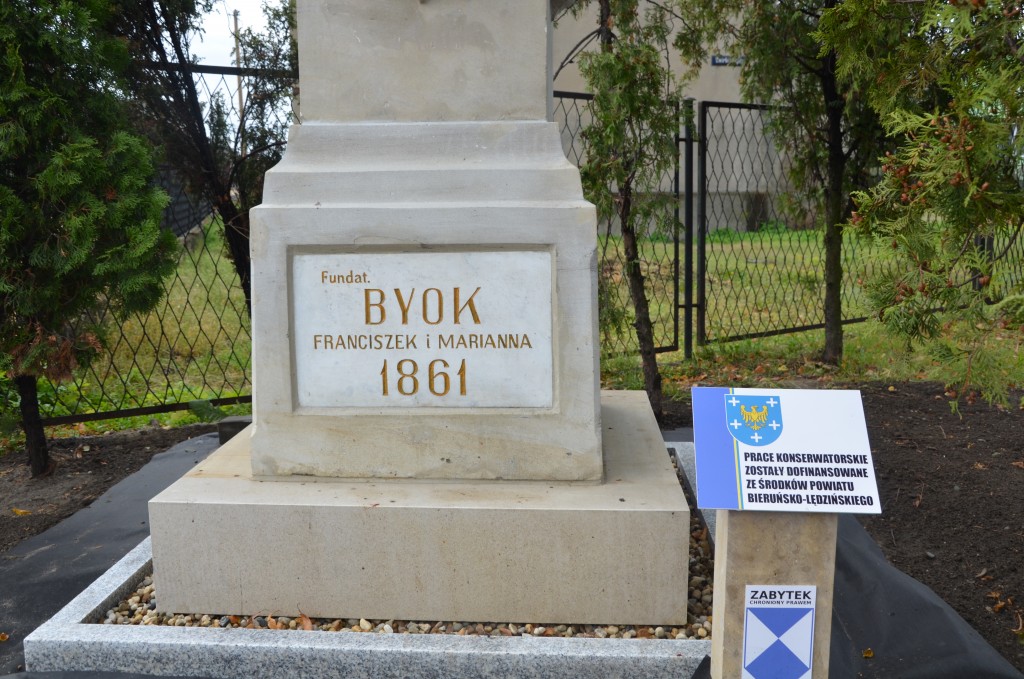 Fundat.
BYOK
FRANCISZEK i MARIANNA
1861
PRACE KONSERWATORSKIE
ZOSTAŁY DOFINANSOWANE
ZE ŚRODKÓW POWIATU
BIERUŃSKO-LĘDZIŃSKIEGO
ZABYTEK
CHRONIONY PRAWEM